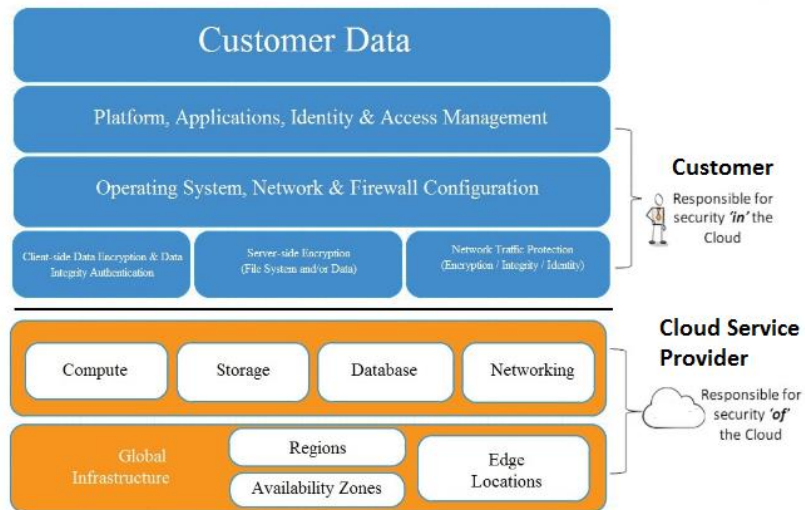 Customer Data
Platform, Applications, Identity & Access Management
Operating System, Network & Firewall Configuration
Client-side Data Encryption & Data
Integrity Authentication
Server-side Encryption
(File System and/or Data)
Network Traffic Protection
(Encryption / Integrity / Identity)
Customer
Responsible for
security 'in' the
Cloud
Compute
Storage
Database
Networking
Global
Infrastructure
Regions
Availability Zones
Edge
Locations
Cloud Service
Provider
Responsible for
security 'of'
the Cloud